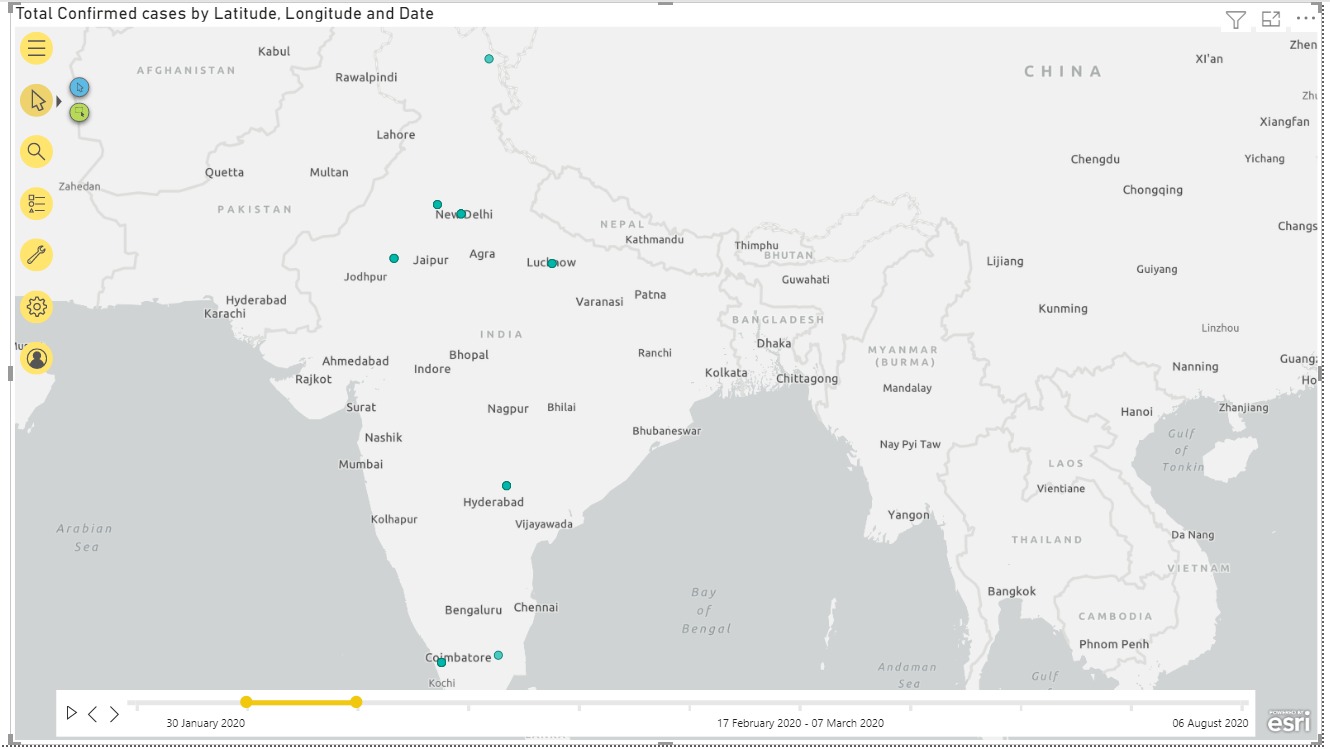 Total Confirmed cases by Latitude, Longitude and Date
Zhen
Kabul
XI'an
AFGHANISTAN
CHINA
Rawalpindi
Xiangfan
Lahore
Chengdu
Yichang
Quetta
Multan
Zahedan
Chongqing
PAKISTAN
New Delhi
NEPAL
Changs
Kathmandu
Thimphu
BHUTAN
Jaipur
Agra
Lucknow
Lijiang
Guiyang
Jodhpur
Guwahati
Patna
Varanasi
Hyderabad
Karachi
Kunming
BANGLADESH
Linzhou
INDIA
Dhaka
MYANMAR
(BURMA)
Ranchi
Bhopal
Ahmedabad
Guang
Indore
Nanning
Kolkata
Chittagong
Rajkot
Ho
Mandalay
Surat
Nagpur
Bhilai
Zhanjiang
Hanoi
Bhubaneswar
Nashik
Gulf
of
Tonkin
Nay Pyi Taw
Mumbai
LAOS
Vientiane
Hyderabad
Kolhapur
Vijayawada
Yangon
Arabian
Sea
Da Nang
THAILAND
VIETNAM
Bangkok
Bay
of
Bengal
Bengaluru
Chennai
CAMBODIA
Phnom Penh
Coimbatore
Andaman
Sea
Gulf
Kochi
30 January 2020
17 February 2020 - 07 March 2020
06 August 2020
POWERED BY
esri